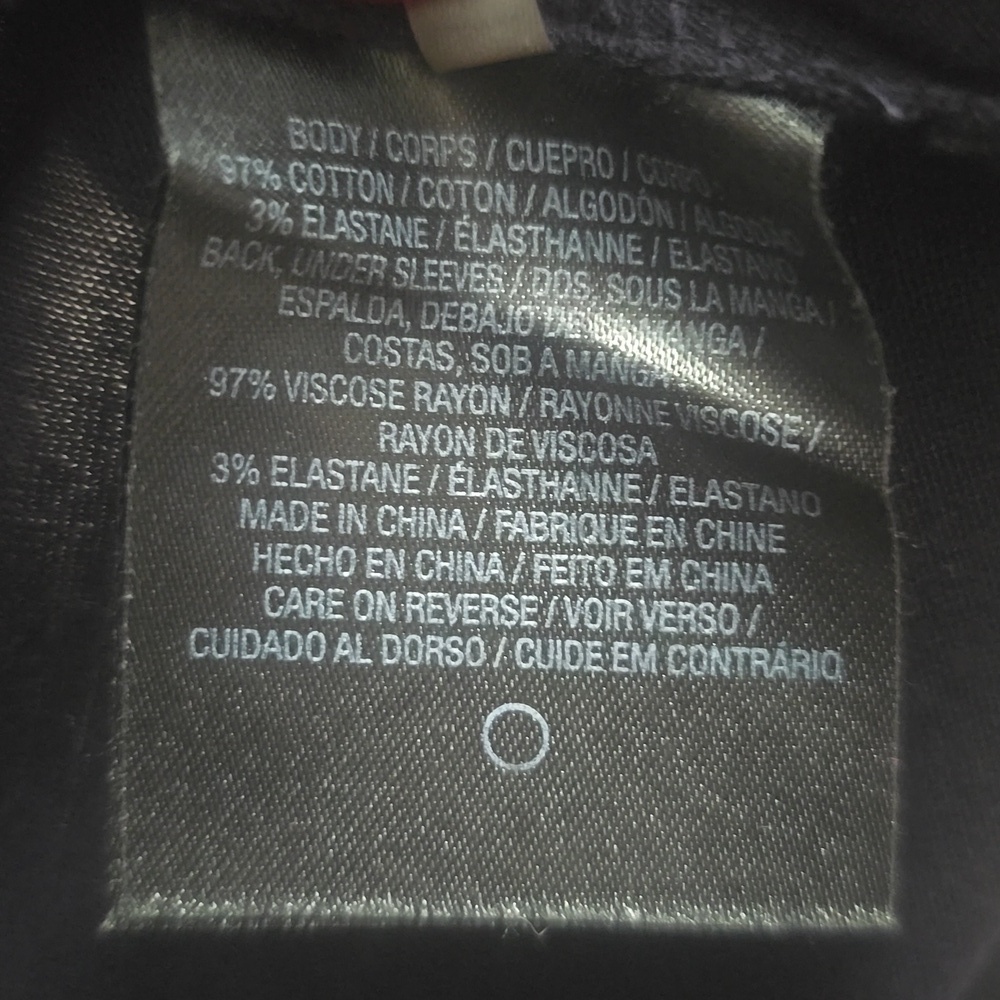 BODY / CORPS / CUEPRO / CORPO /
97% COTTON / COTON / ALGODÓN / ALGODÃO
3% ELASTANE / ÉLASTHANNE / ELASTANO
BACK, UNDER SLEEVES / DOS, SOUS LA MANGA /
ESPALDA, DEBAJO MANGA /
COSTAS, SOB A MANGA
97% VISCOSE RAYON / RAYONNE VISCOSE /
RAYON DE VISCOSA
3% ELASTANE / ÉLASTHANNE / ELASTANO
MADE IN CHINA / FABRIQUE EN CHINE
HECHO EN CHINA / FEITO EM CHINA
CARE ON REVERSE / VOIR VERSO /
CUIDADO AL DORSO / CUIDE EM CONTRÁRIO